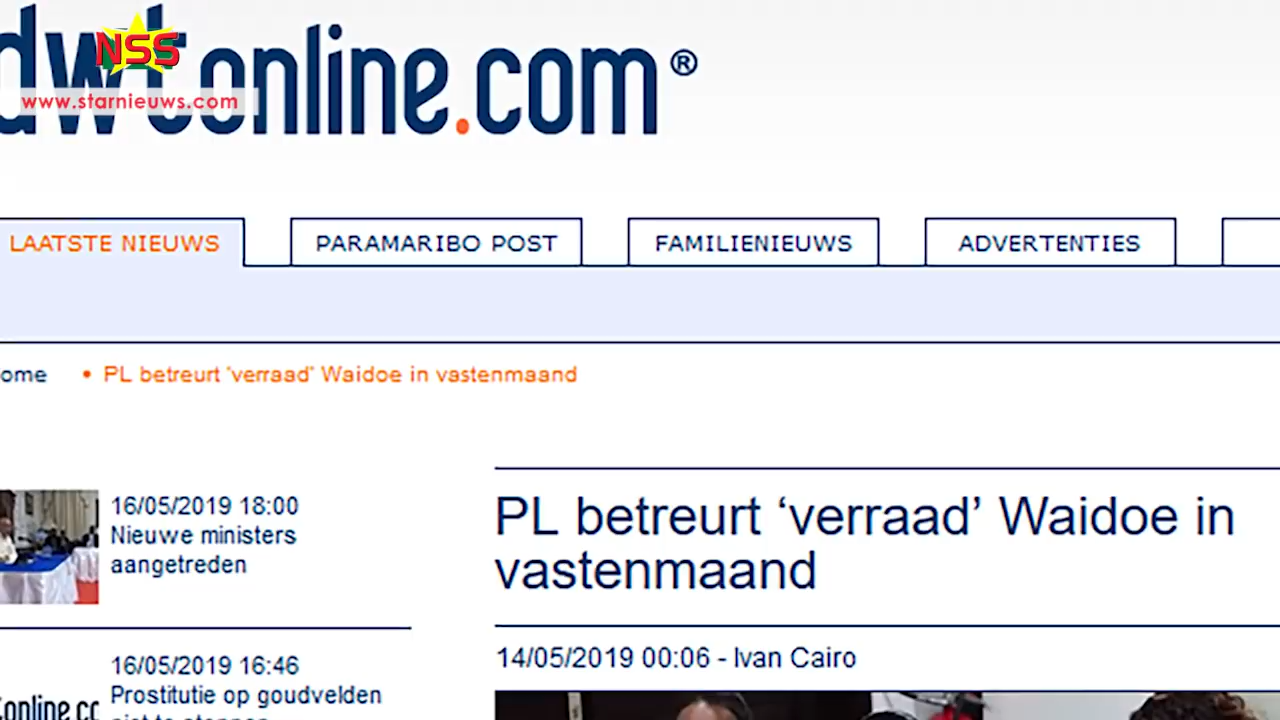 NSS
www.starnieuws.com
dwtonline.com®
LAATSTE NIEUWS
PARAMARIBO POST
FAMILIENIEUWS
ADVERTENTIES
ome • PL betreurt ‘verraad’ Waidoe in vastenmaand
16/05/2019 18:00
Nieuwe ministers
aangetreden
16/05/2019 16:46
Prostitutie op goudvelden
PL betreurt ‘verraad’ Waidoe in
vastenmaand
14/05/2019 00:06 - Ivan Cairo
online.cc